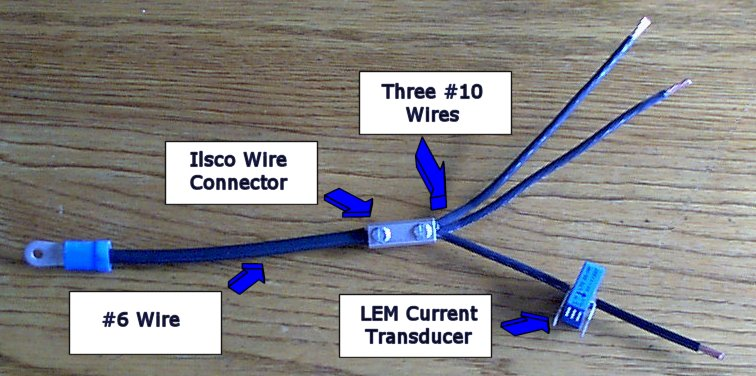 Three #10
Wires
Ilsco Wire
Connector
#6 Wire
LEM Current
Transducer